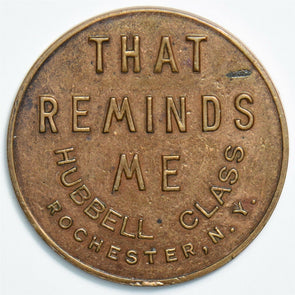 THAT
REMINDS
ME
HUBBELL CLASS
ROCHESTER, N.Y.